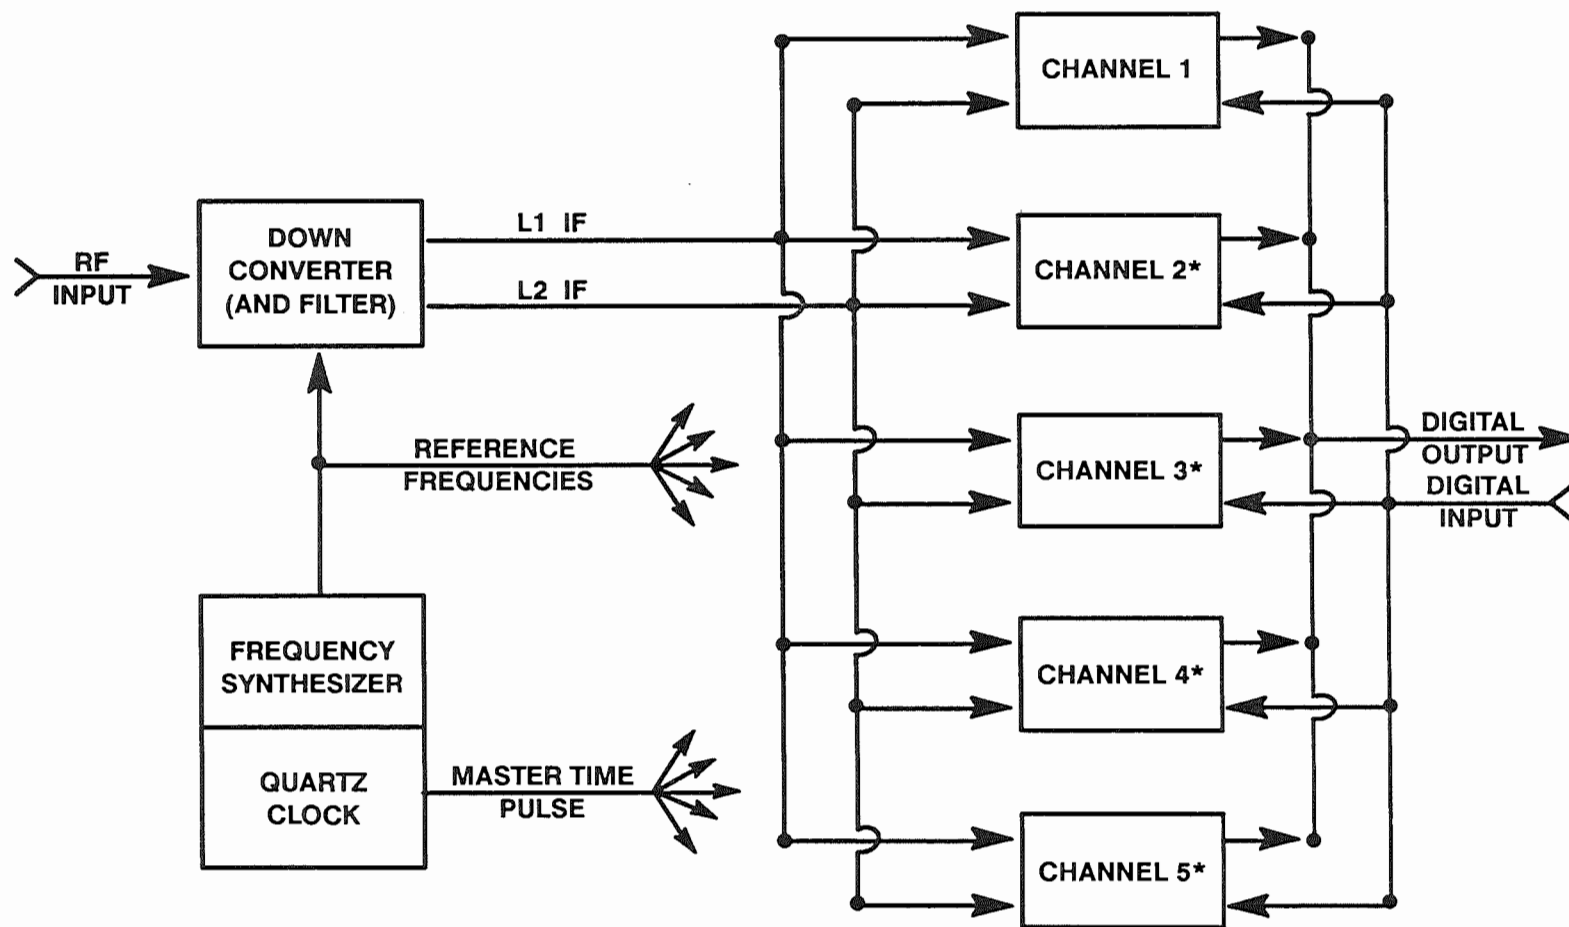 RF
INPUT
DOWN
CONVERTER
(AND FILTER)
L1 IF
L2 IF
REFERENCE
FREQUENCIES
FREQUENCY
SYNTHESIZER
QUARTZ
CLOCK
MASTER TIME
PULSE
CHANNEL 1
CHANNEL 2*
CHANNEL 3*
CHANNEL 4*
CHANNEL 5*
DIGITAL
OUTPUT
DIGITAL
INPUT